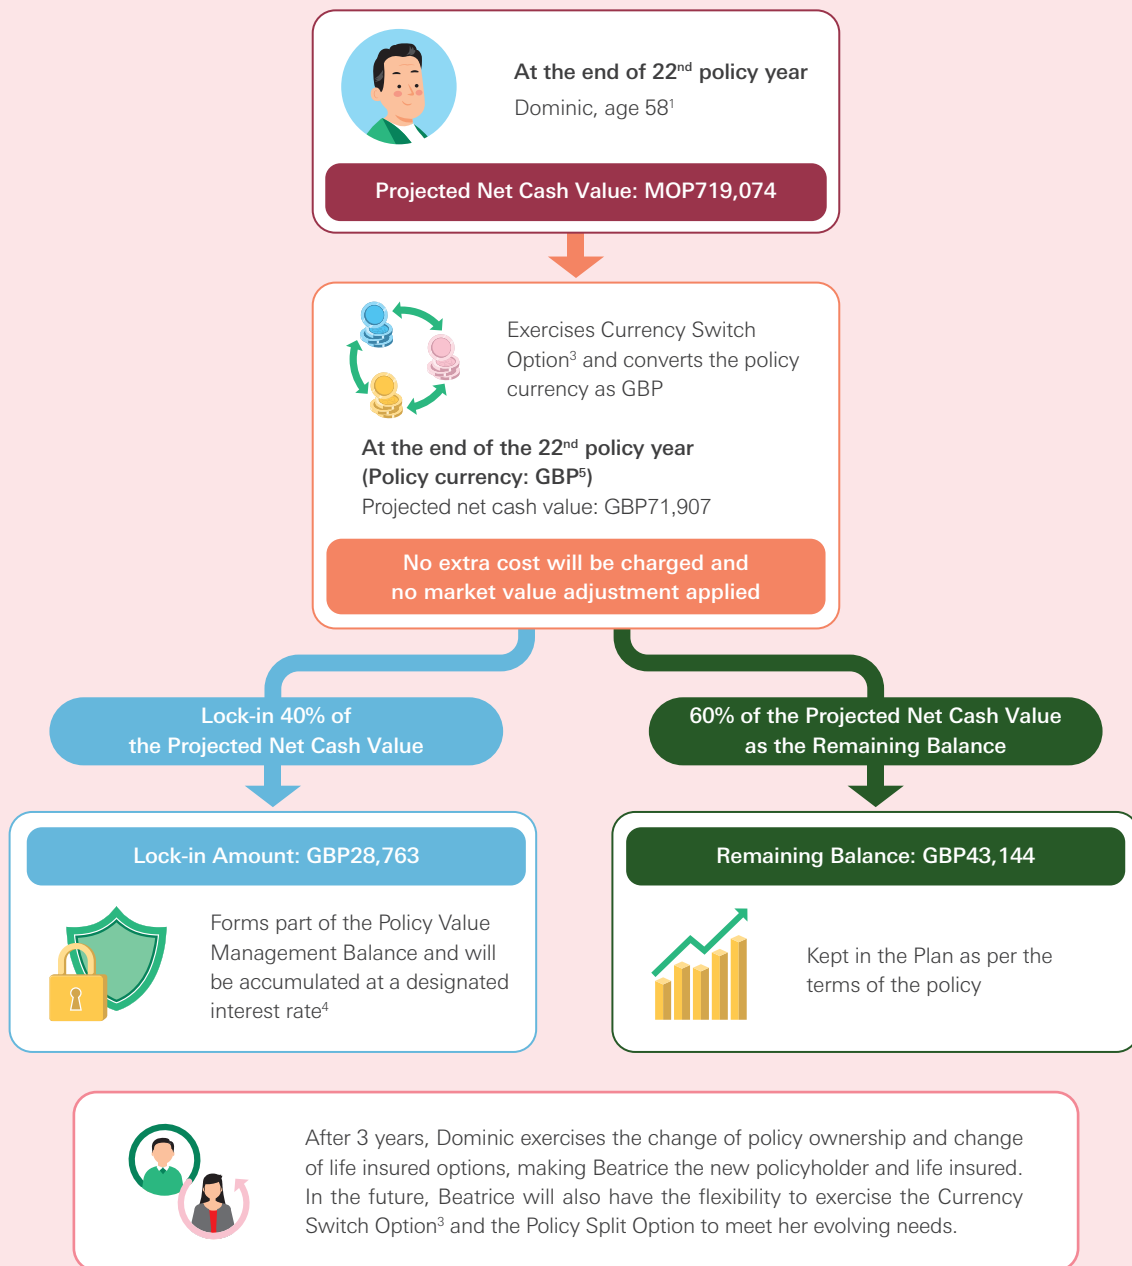 At the end of 22nd policy year
Dominic, age 58¹
Projected Net Cash Value: MOP719,074
Exercises Currency Switch
Option³ and converts the policy
currency as GBP
At the end of the 22nd policy year
(Policy currency: GBP⁵)
Projected net cash value: GBP71,907
No extra cost will be charged and
no market value adjustment applied
Lock-in 40% of
the Projected Net Cash Value
60% of the Projected Net Cash Value
as the Remaining Balance
Lock-in Amount: GBP28,763
Forms part of the Policy Value
Management Balance and will
be accumulated at a designated
interest rate⁴
Remaining Balance: GBP43,144
Kept in the Plan as per the
terms of the policy
After 3 years, Dominic exercises the change of policy ownership and change
of life insured options, making Beatrice the new policyholder and life insured.
In the future, Beatrice will also have the flexibility to exercise the Currency
Switch Option³ and the Policy Split Option to meet her evolving needs.